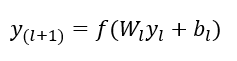 y₍ₗ₊₁₎ = f(Wₗyₗ + bₗ)